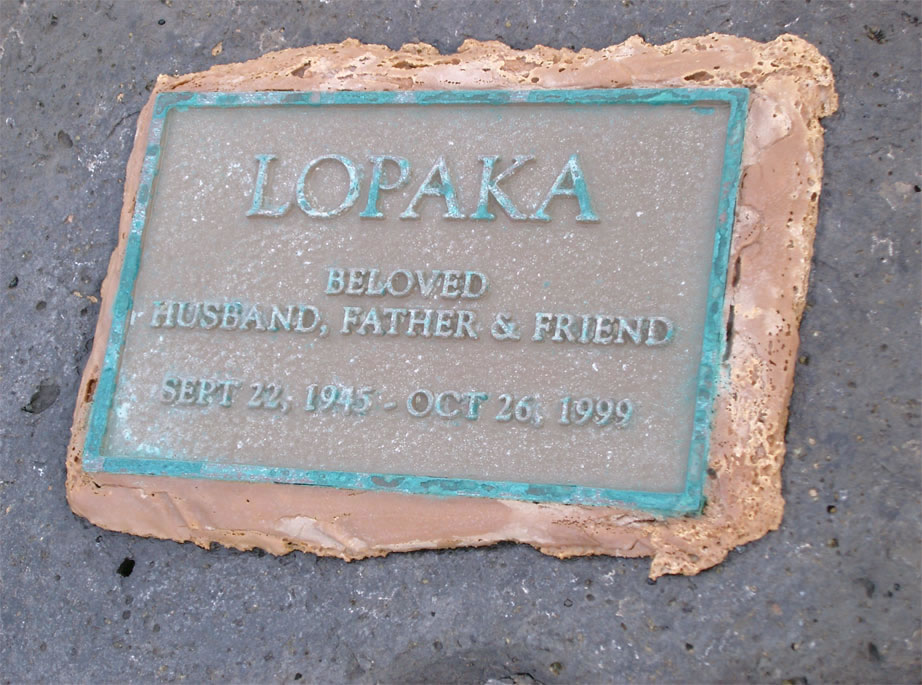 LOPAKA
BELOVED
HUSBAND, FATHER & FRIEND
SEPT 22, 1945 - OCT 26, 1999